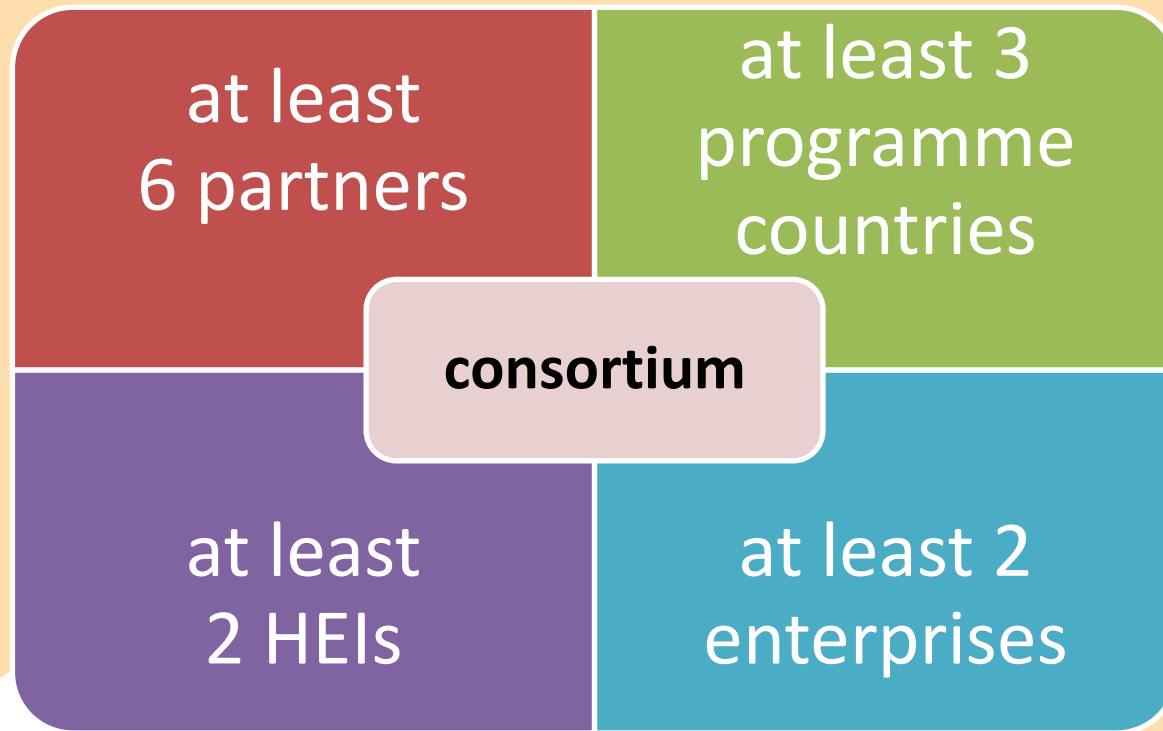 at least
6 partners
at least 3
programme
countries
consortium
at least
2 HEIs
at least 2
enterprises